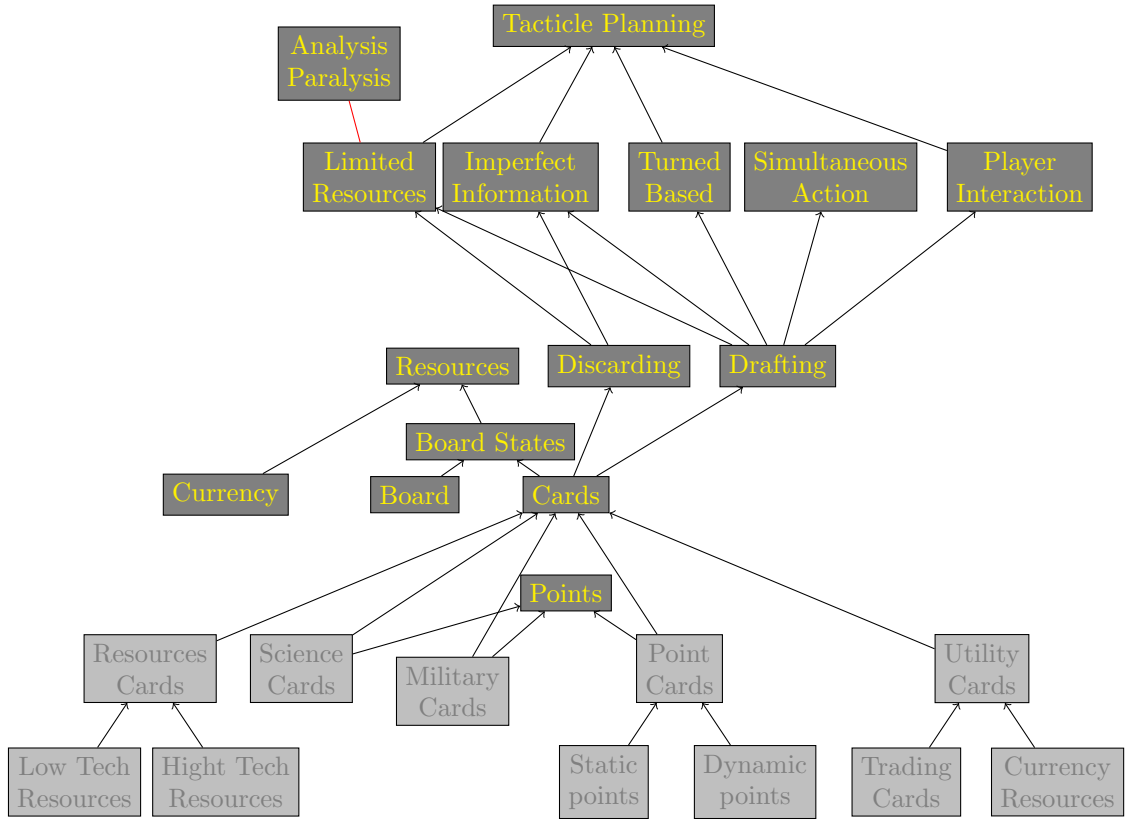 Tacticle Planning
Analysis
Paralysis
Limited
Resources
Imperfect
Information
Turned
Based
Simultaneous
Action
Player
Interaction
Resources
Discarding
Drafting
Board States
Currency
Board
Cards
Points
Resources
Cards
Science
Cards
Military
Cards
Point
Cards
Utility
Cards
Low Tech
Resources
Hight Tech
Resources
Static
points
Dynamic
points
Trading
Cards
Currency
Resources